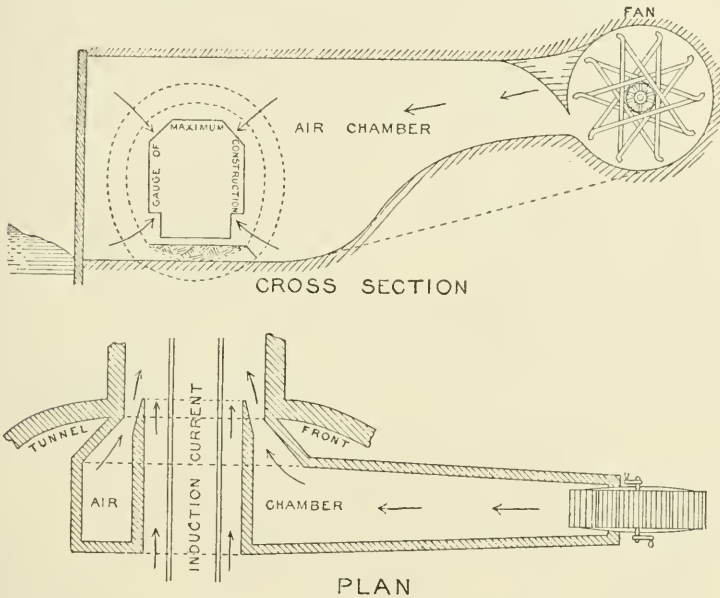 FAN
AIR CHAMBER
MAXIMUM
GAUGE OF
CONSTRUCTION
CROSS SECTION
TUNNEL
FRONT
INDUCTION CURRENT
AIR
CHAMBER
PLAN